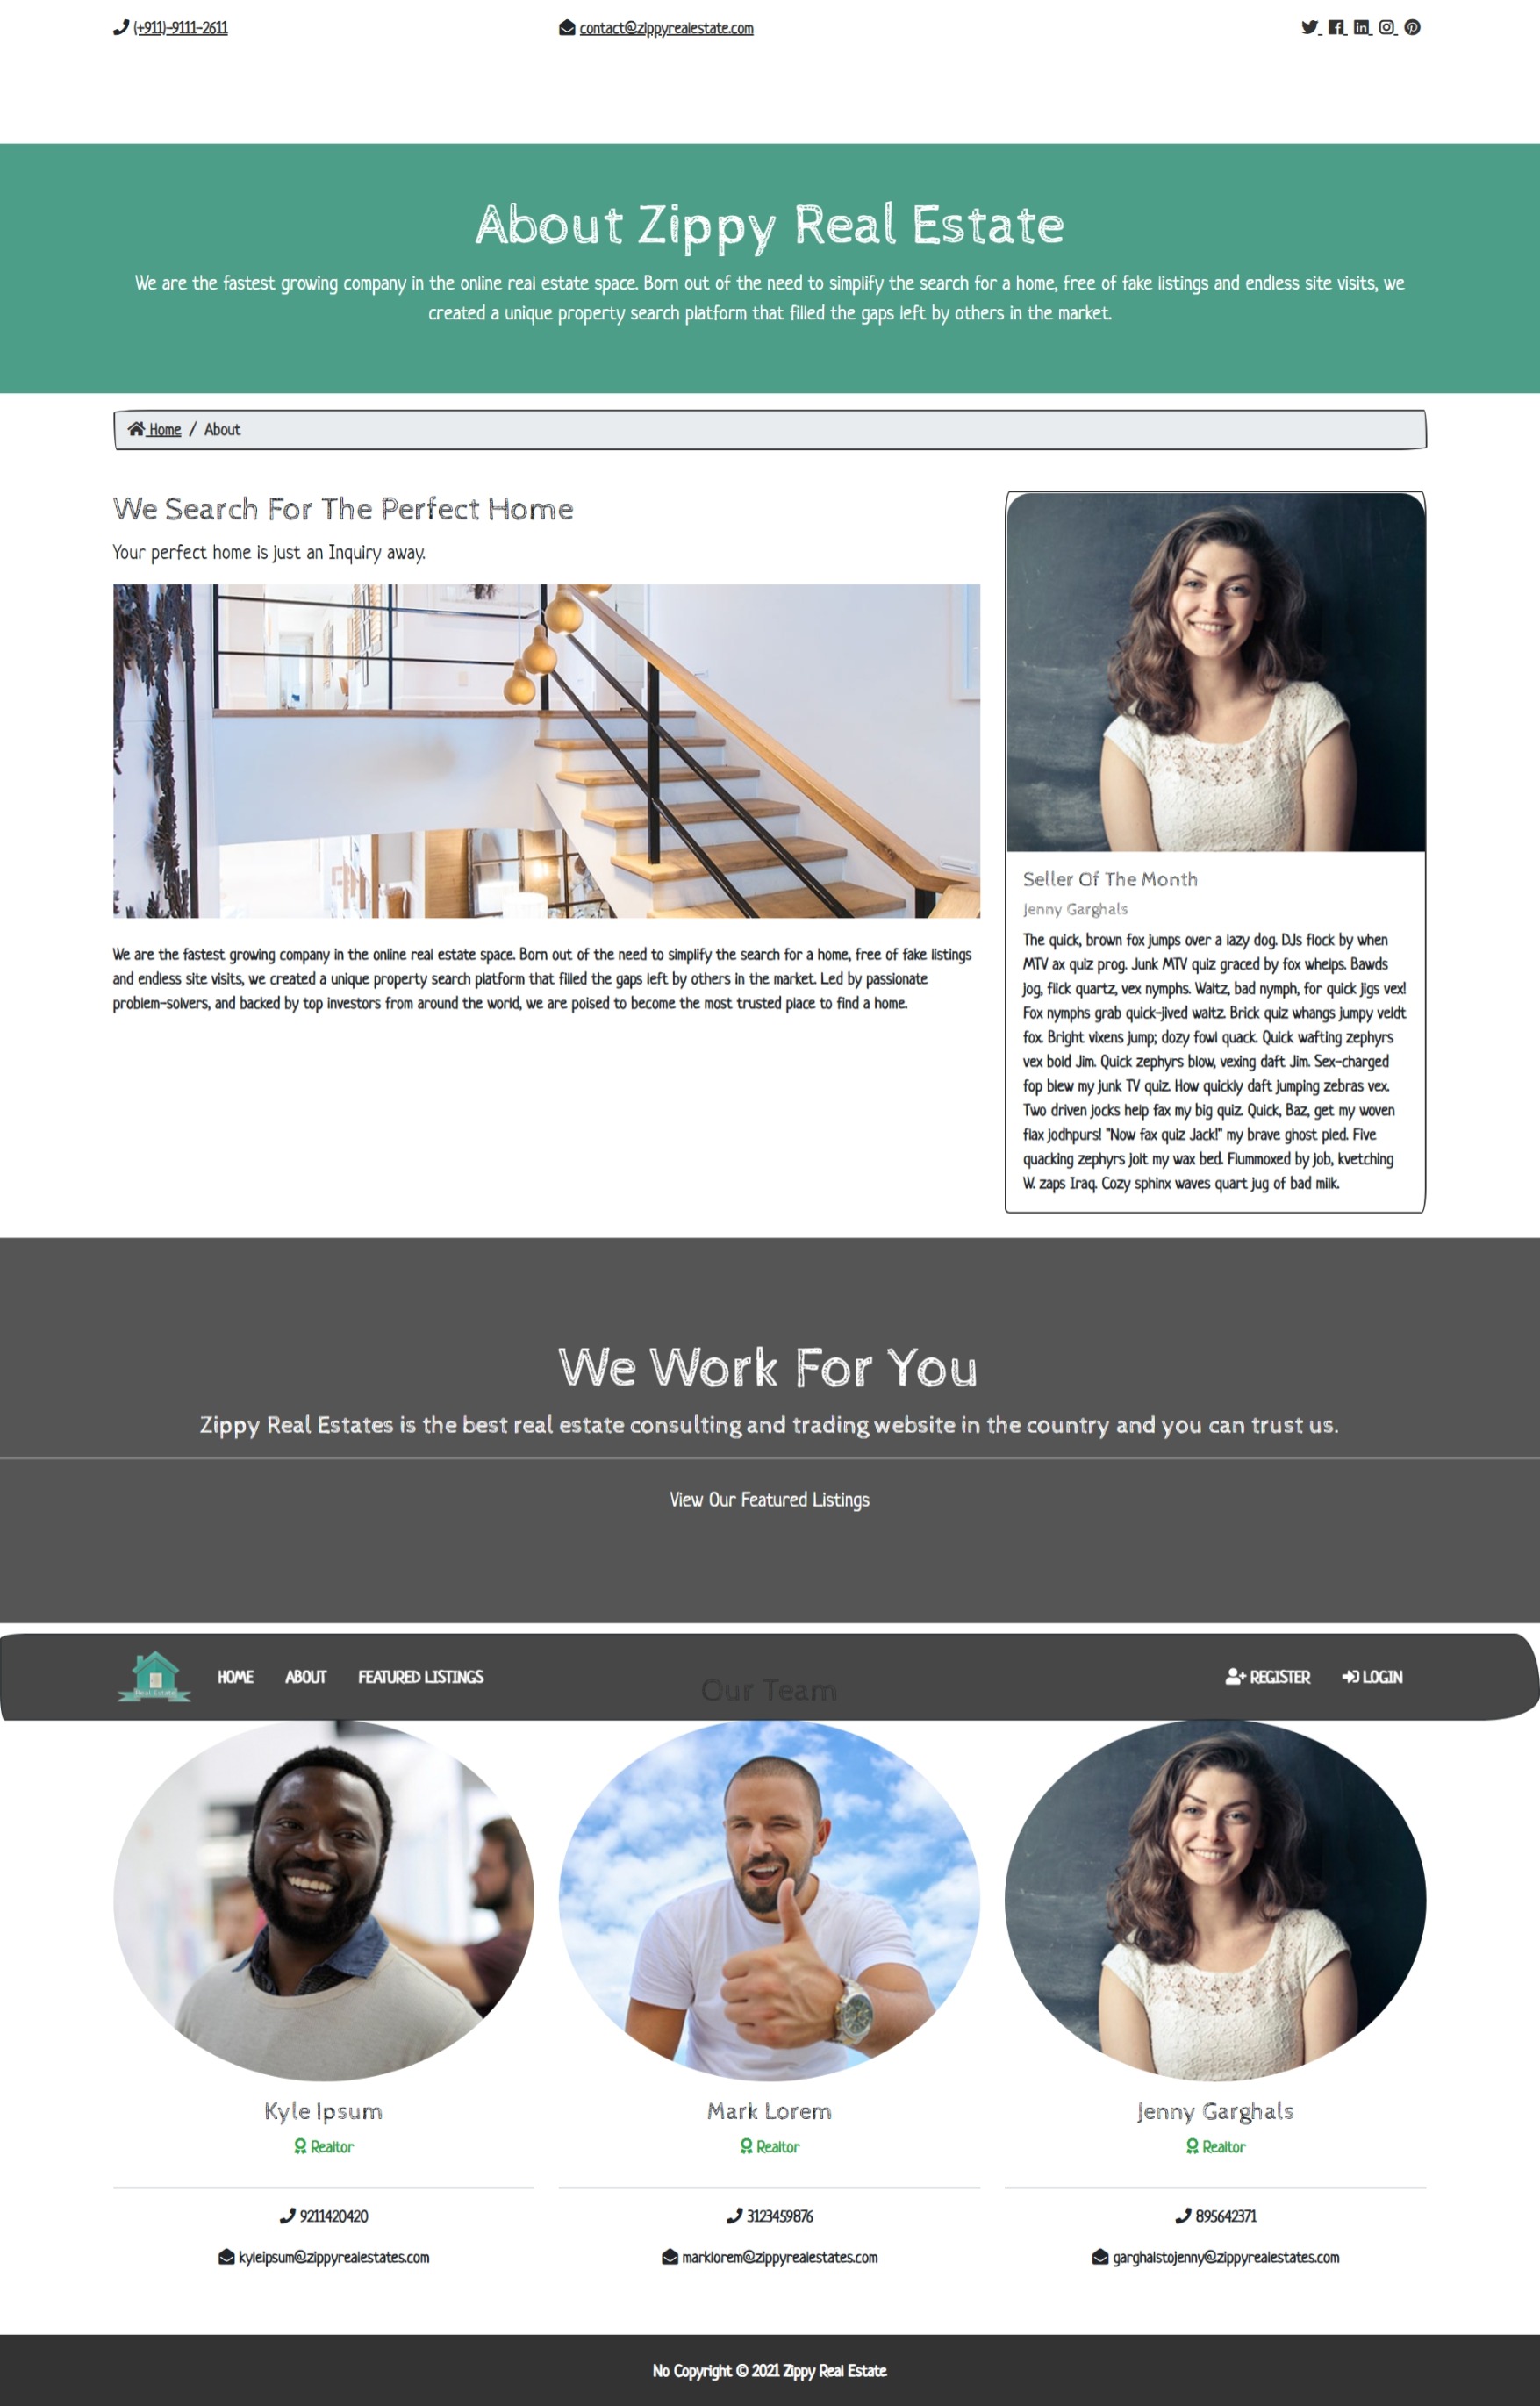 (+911)-9111-2611
contact@zippyrealestate.com
About Zippy Real Estate
We are the fastest growing company in the online real estate space. Born out of the need to simplify the search for a home, free of fake listings and endless site visits, we
created a unique property search platform that filled the gaps left by others in the market.
Home / About
We Search For The Perfect Home
Your perfect home is just an Inquiry away.
We are the fastest growing company in the online real estate space. Born out of the need to simplify the search for a home, free of fake listings
and endless site visits, we created a unique property search platform that filled the gaps left by others in the market. Led by passionate
problem-solvers, and backed by top investors from around the world, we are poised to become the most trusted place to find a home.
Seller Of The Month
Jenny Garghals
The quick, brown fox jumps over a lazy dog. DJs flock by when
MTV ax quiz prog. Junk MTV quiz graced by fox whelps. Bawds
jog, flick quartz, vex nymphs. Waltz, bad nymph, for quick jigs vex!
Fox nymphs grab quick-jived waltz. Brick quiz whangs jumpy veldt
fox. Bright vixens jump; dozy fowl quack. Quick wafting zephyrs
vex bold Jim. Quick zephyrs blow, vexing daft Jim. Sex-charged
fop blew my junk TV quiz. How quickly daft jumping zebras vex.
Two driven jocks help fax my big quiz. Quick, Baz, get my woven
flax jodhpurs! "Now fax quiz Jack!" my brave ghost pled. Five
quacking zephyrs jolt my wax bed. Flummoxed by job, kvetching
W. zaps Iraq. Cozy sphinx waves quart jug of bad milk.
We Work For You
Zippy Real Estates is the best real estate consulting and trading website in the country and you can trust us.
View Our Featured Listings
Real Estate
HOME ABOUT FEATURED LISTINGS
REGISTER LOGIN
Our Team
Kyle Ipsum
Realtor
9211420420
kyleipsum@zippyrealestates.com
Mark Lorem
Realtor
3123459876
marklorem@zippyrealestates.com
Jenny Garghals
Realtor
895642371
garghalstojenny@zippyrealestates.com
No Copyright © 2021 Zippy Real Estate